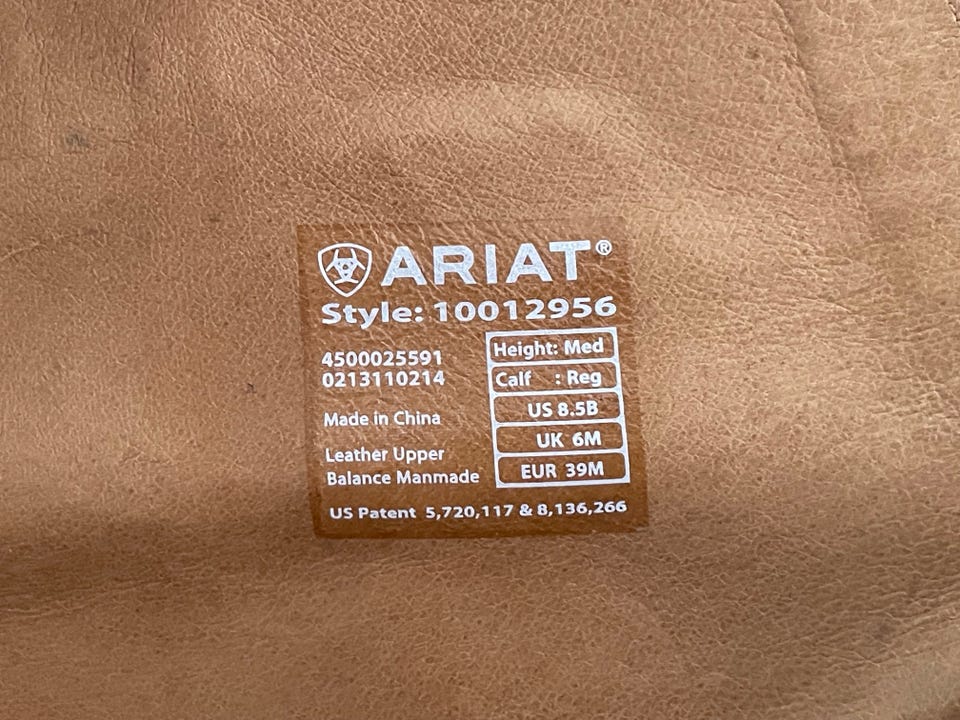 ARIAT®
Style: 10012956
4500025591
0213110214
Made in China
Leather Upper
Balance Manmade
Height: Med
Calf : Reg
US 8.5B
UK 6M
EUR 39M
US Patent 5,720,117 & 8,136,266